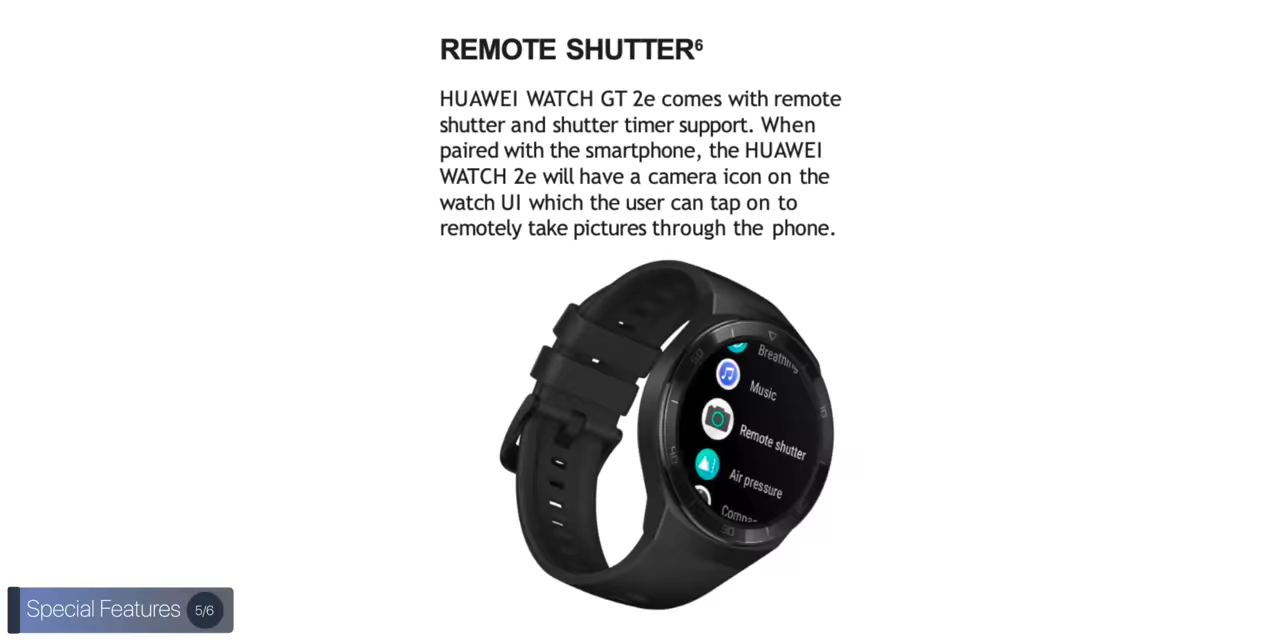 REMOTE SHUTTER⁶
HUAWEI WATCH GT 2e comes with remote
shutter and shutter timer support. When
paired with the smartphone, the HUAWEI
WATCH 2e will have a camera icon on the
watch UI which the user can tap on to
remotely take pictures through the phone.
Breathing
Music
Remote shutter
Air pressure
Special Features 5/6